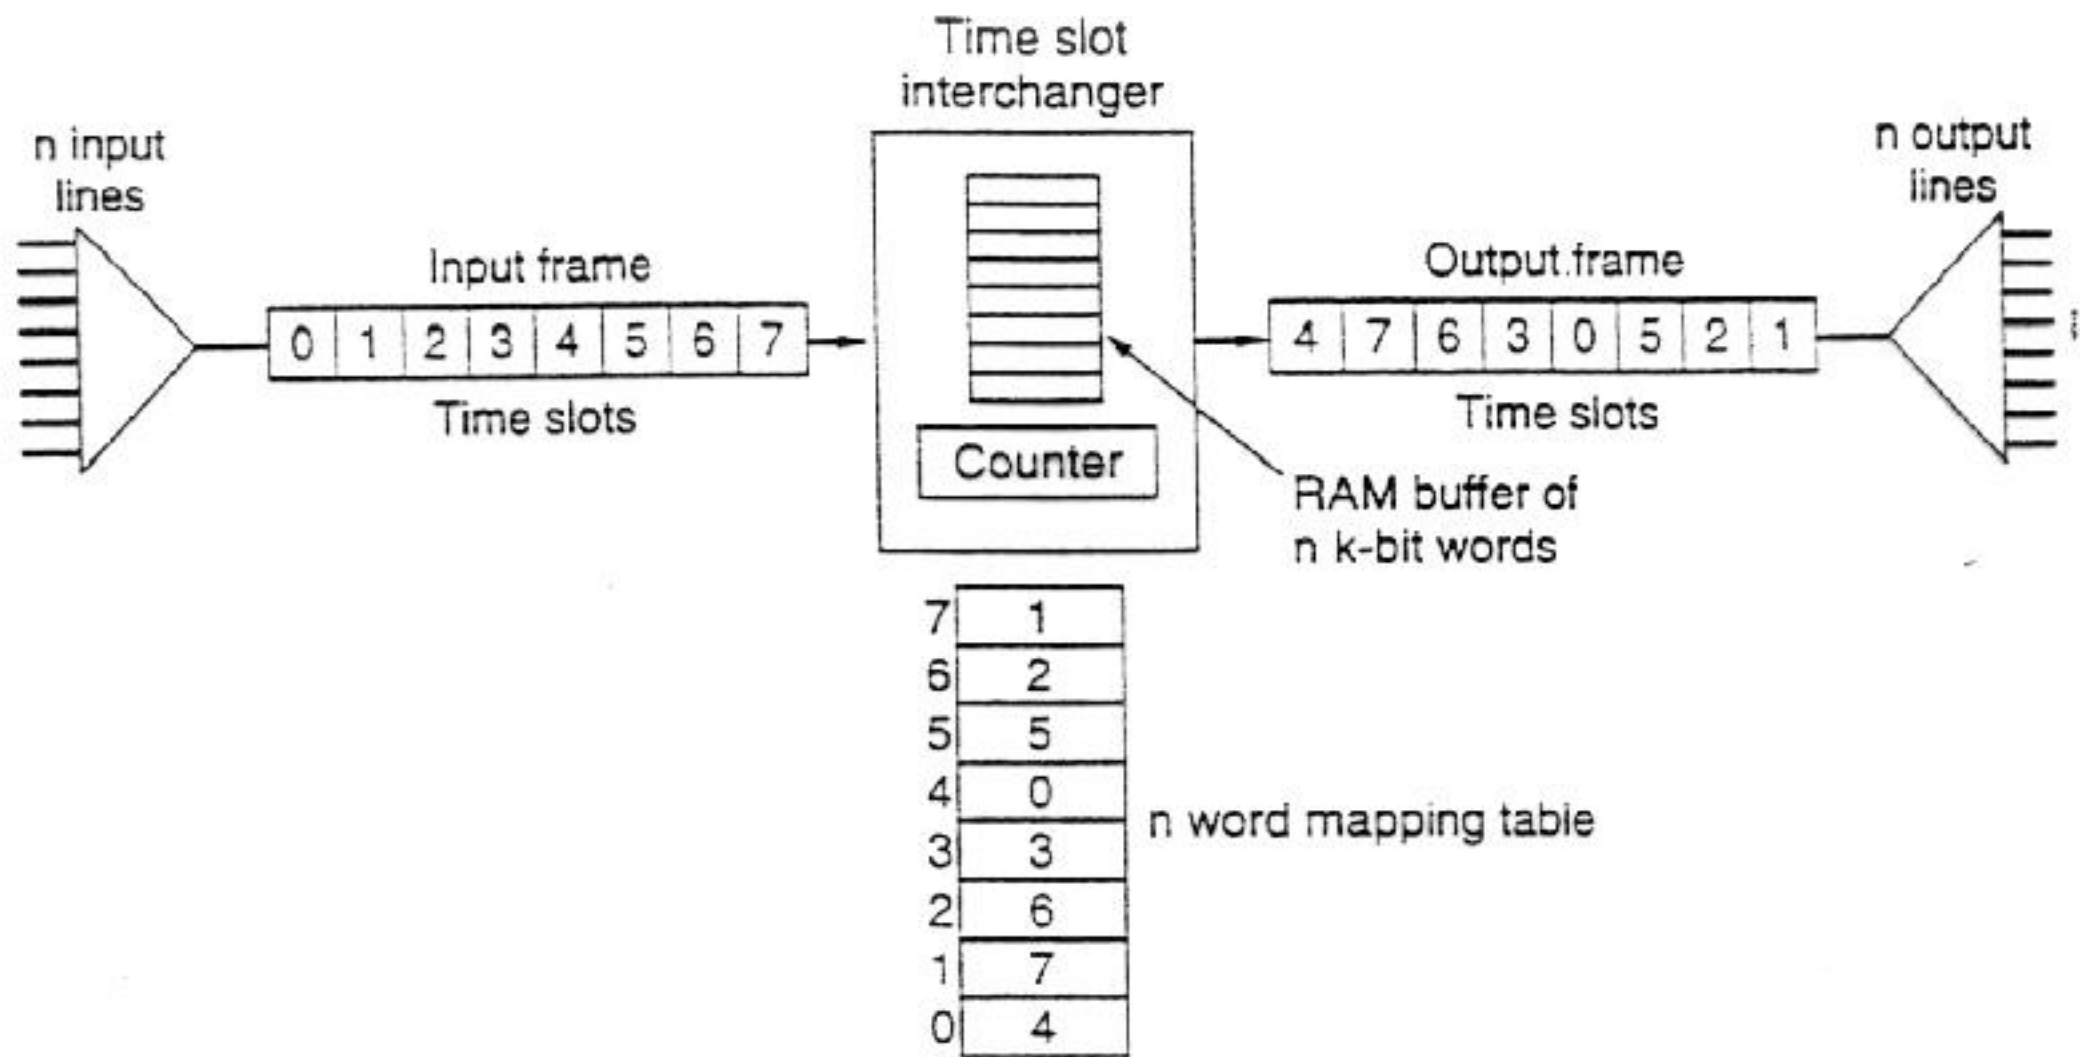 Time slot
interchanger
n input
lines
n output
lines
Input frame
0 1 2 3 4 5 6 7
Time slots
Output.frame
4 7 6 3 0 5 2 1
Time slots
Counter
RAM buffer of
n k-bit words
7 1
6 2
5 5
4 0
3 3
2 6
1 7
0 4
n word mapping table